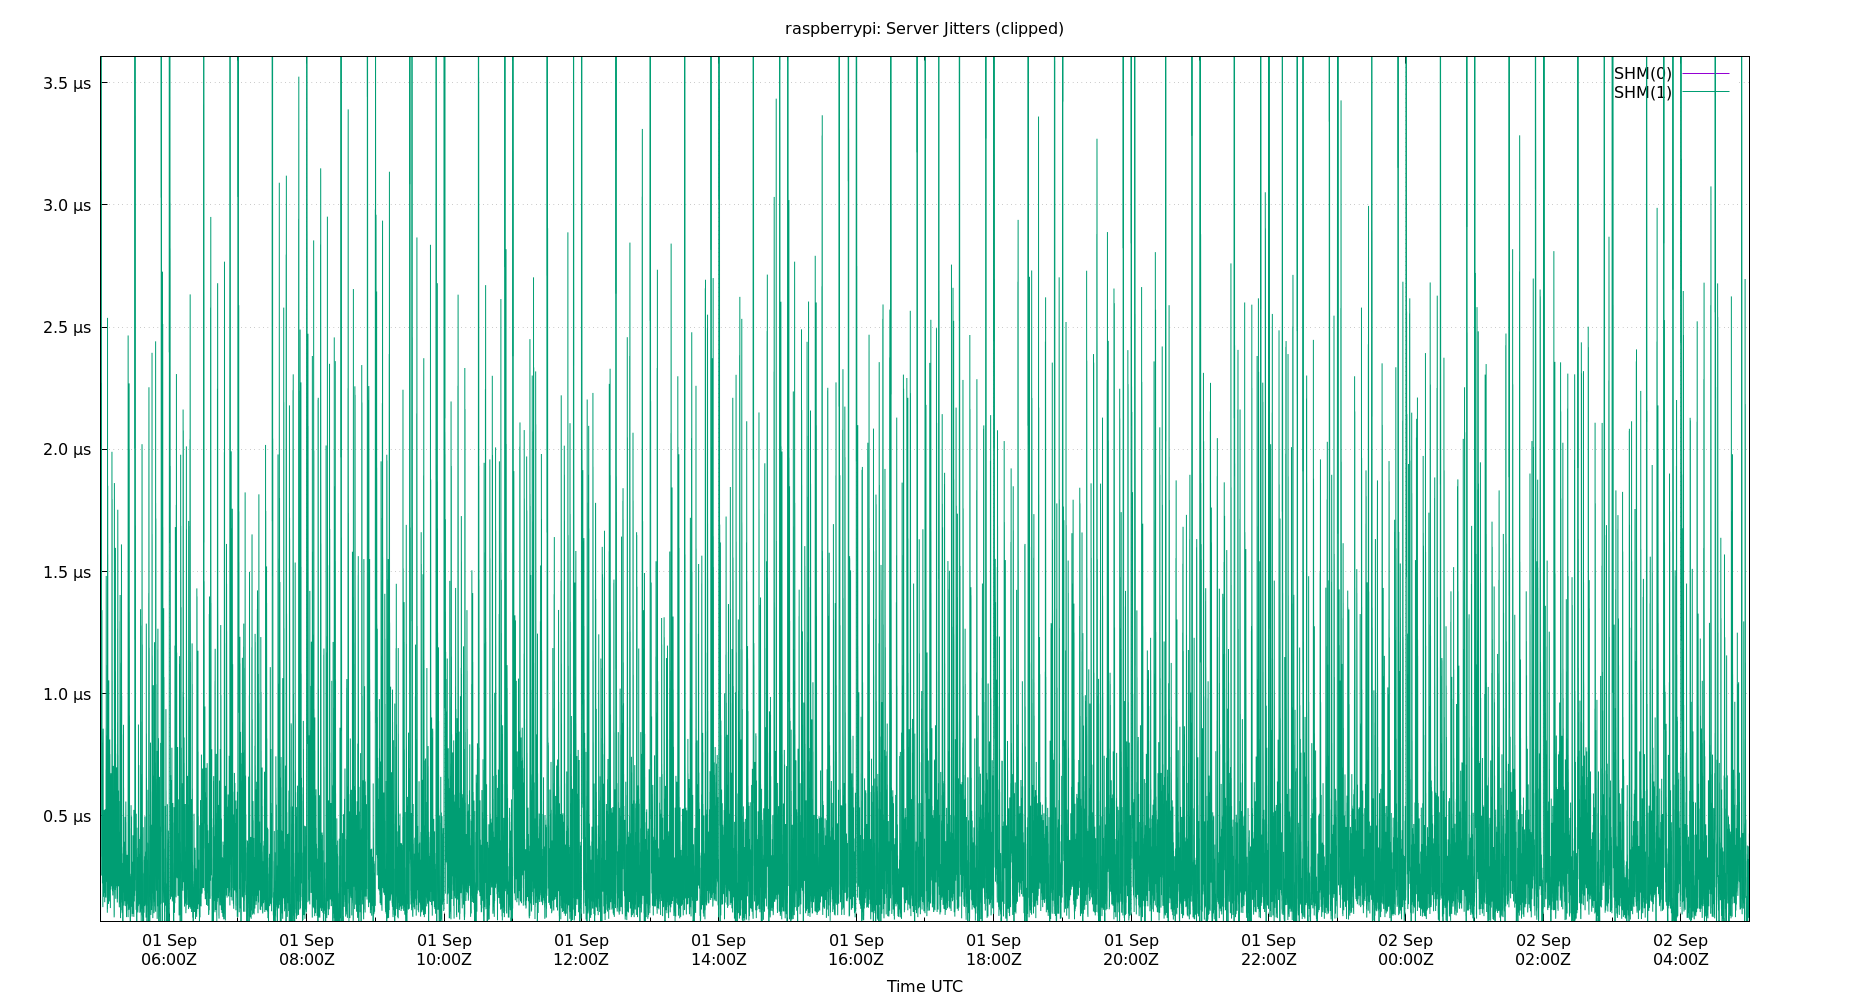 raspberrypi: Server Jitters (clipped)
SHM(0)
SHM(1)
3.5 µs
3.0 µs
2.5 µs
2.0 µs
1.5 µs
1.0 µs
0.5 µs
01 Sep 01 Sep 01 Sep 01 Sep 01 Sep 01 Sep 01 Sep 01 Sep 01 Sep 02 Sep 02 Sep 02 Sep
06:00Z 08:00Z 10:00Z 12:00Z 14:00Z 16:00Z 18:00Z 20:00Z 22:00Z 00:00Z 02:00Z 04:00Z
Time UTC